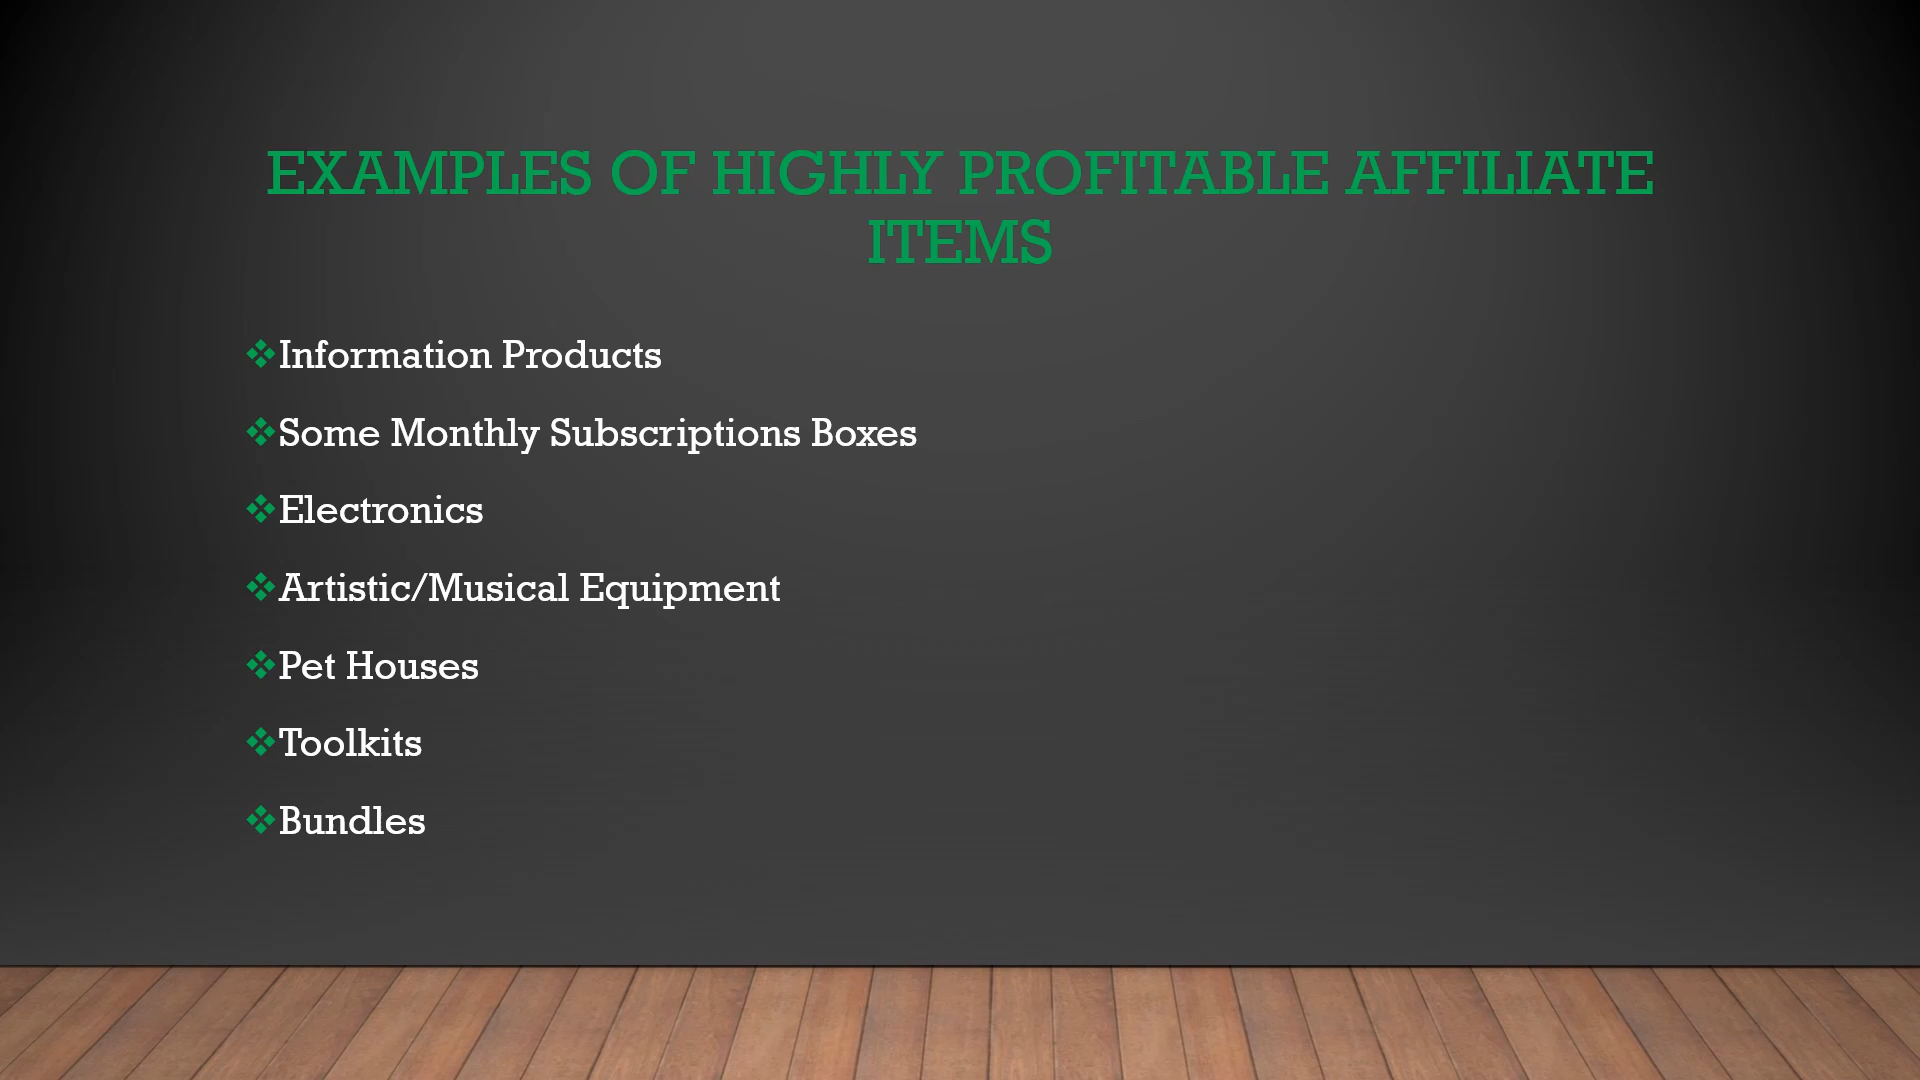 EXAMPLES OF HIGHLY PROFITABLE AFFILIATE
ITEMS
Information Products
Some Monthly Subscriptions Boxes
Electronics
Artistic/Musical Equipment
Pet Houses
Toolkits
Bundles